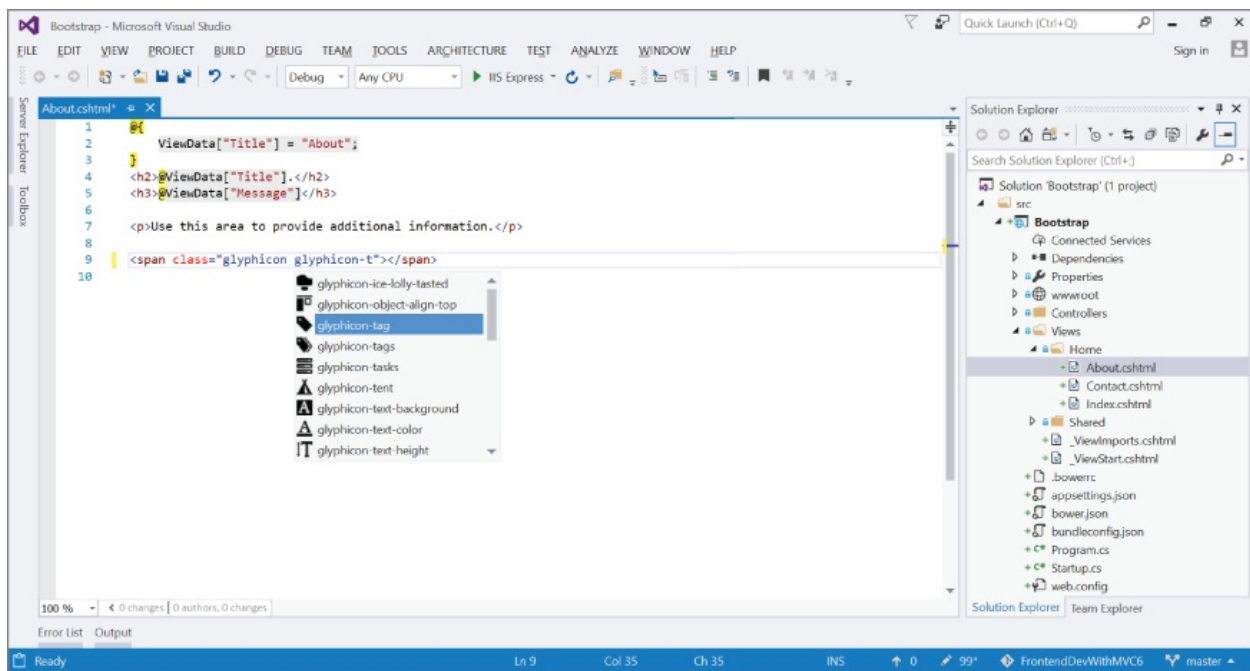 Bootstrap - Microsoft Visual Studio
Quick Launch (Ctrl+Q)
FILE EDIT VIEW PROJECT BUILD DEBUG TEAM TOOLS ARCHITECTURE TEST ANALYZE WINDOW HELP
Sign in
Debug Any CPU IIS Express
Server Explorer
Toolbox
About.cshtml*
1 @{
2 ViewData["Title"] = "About";
3 }
4 <h2>@ViewData["Title"].</h2>
5 <h3>@ViewData["Message"]</h3>
6
7 <p>Use this area to provide additional information.</p>
8
9 <span class="glyphicon glyphicon-t"></span>
10
glyphicon-ice-lolly-tasted
glyphicon-object-align-top
glyphicon-tag
glyphicon-tags
glyphicon-tasks
glyphicon-tent
glyphicon-text-background
glyphicon-text-color
glyphicon-text-height
100 % 0 changes | 0 authors, 0 changes
Solution Explorer
Search Solution Explorer (Ctrl+;)
Solution 'Bootstrap' (1 project)
src
Bootstrap
Connected Services
Dependencies
Properties
wwwroot
Controllers
Views
Home
About.cshtml
Contact.cshtml
Index.cshtml
Shared
_ViewImports.cshtml
_ViewStart.cshtml
.bowerrc
appsettings.json
bower.json
bundleconfig.json
C# Program.cs
C# Startup.cs
web.config
Solution Explorer Team Explorer
Error List Output
Ready Ln 9 Col 35 Ch 35 INS 0 99* FrontendDevWithMVC6 master